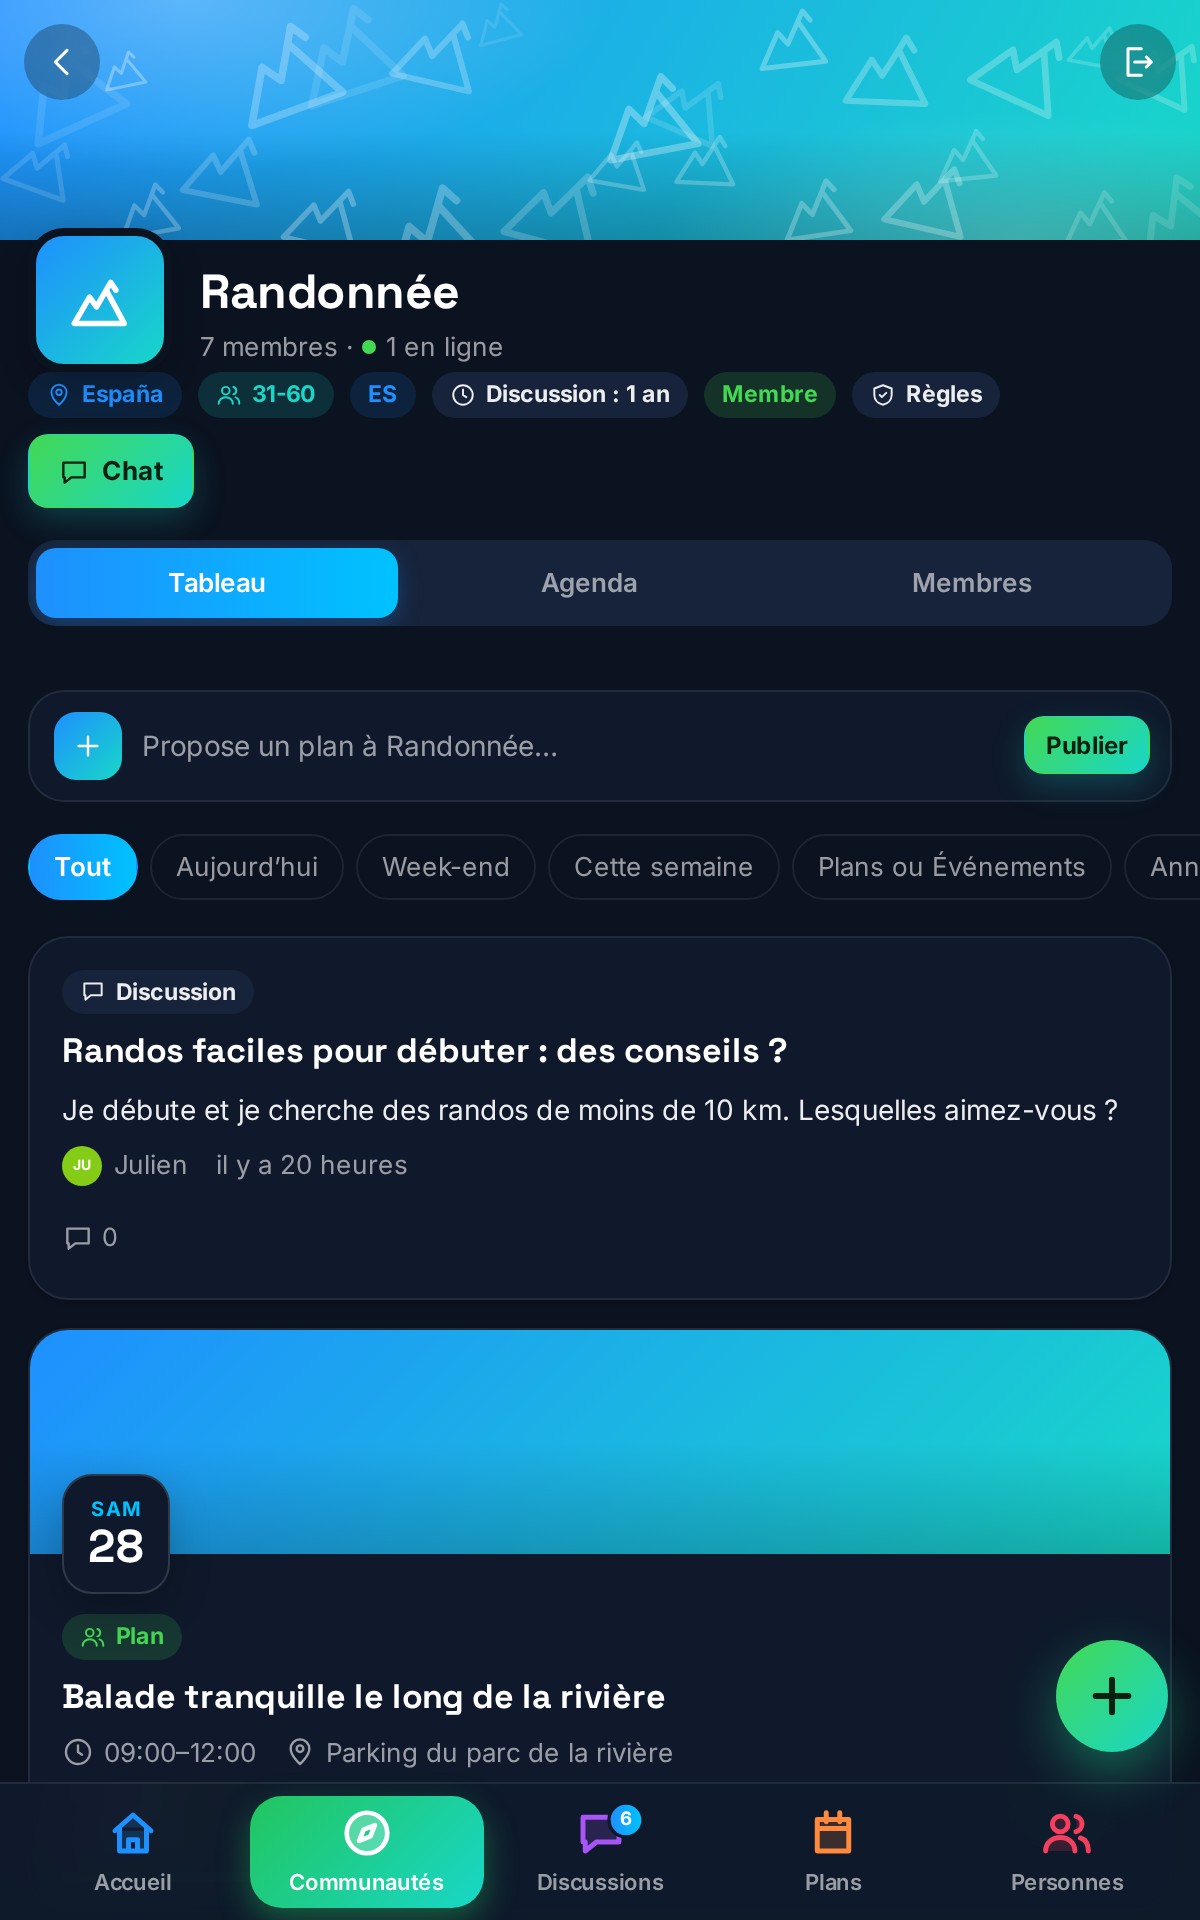 Randonnée
7 membres · 1 en ligne
España
31-60
ES
Discussion : 1 an
Membre
Règles
Chat
Tableau
Agenda
Membres
Propose un plan à Randonnée...
Publier
Tout
Aujourd’hui
Week-end
Cette semaine
Plans ou Événements
Ann
Discussion
Randos faciles pour débuter : des conseils ?
Je débute et je cherche des randos de moins de 10 km. Lesquelles aimez-vous ?
JU
Julien
il y a 20 heures
0
SAM
28
Plan
Balade tranquille le long de la rivière
09:00–12:00
Parking du parc de la rivière
6
Accueil
Communautés
Discussions
Plans
Personnes